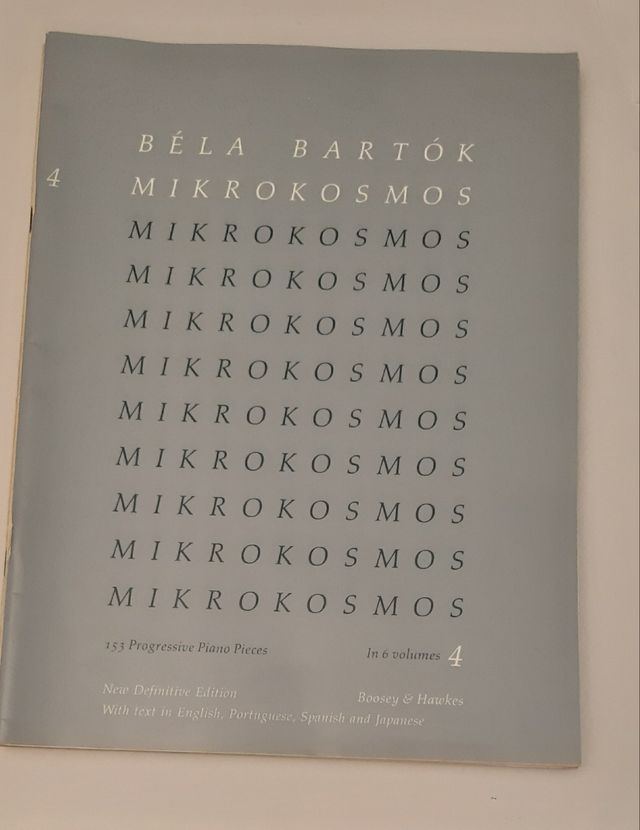 BÉLA BARTÓK
4
MIKROKOSMOS
MIKROKOSMOS
MIKROKOSMOS
MIKROKOSMOS
MIKROKOSMOS
MIKROKOSMOS
MIKROKOSMOS
MIKROKOSMOS
MIKROKOSMOS
MIKROKOSMOS
153 Progressive Piano Pieces In 6 volumes 4
New Definitive Edition Boosey & Hawkes
With text in English, Portuguese, Spanish and Japanese